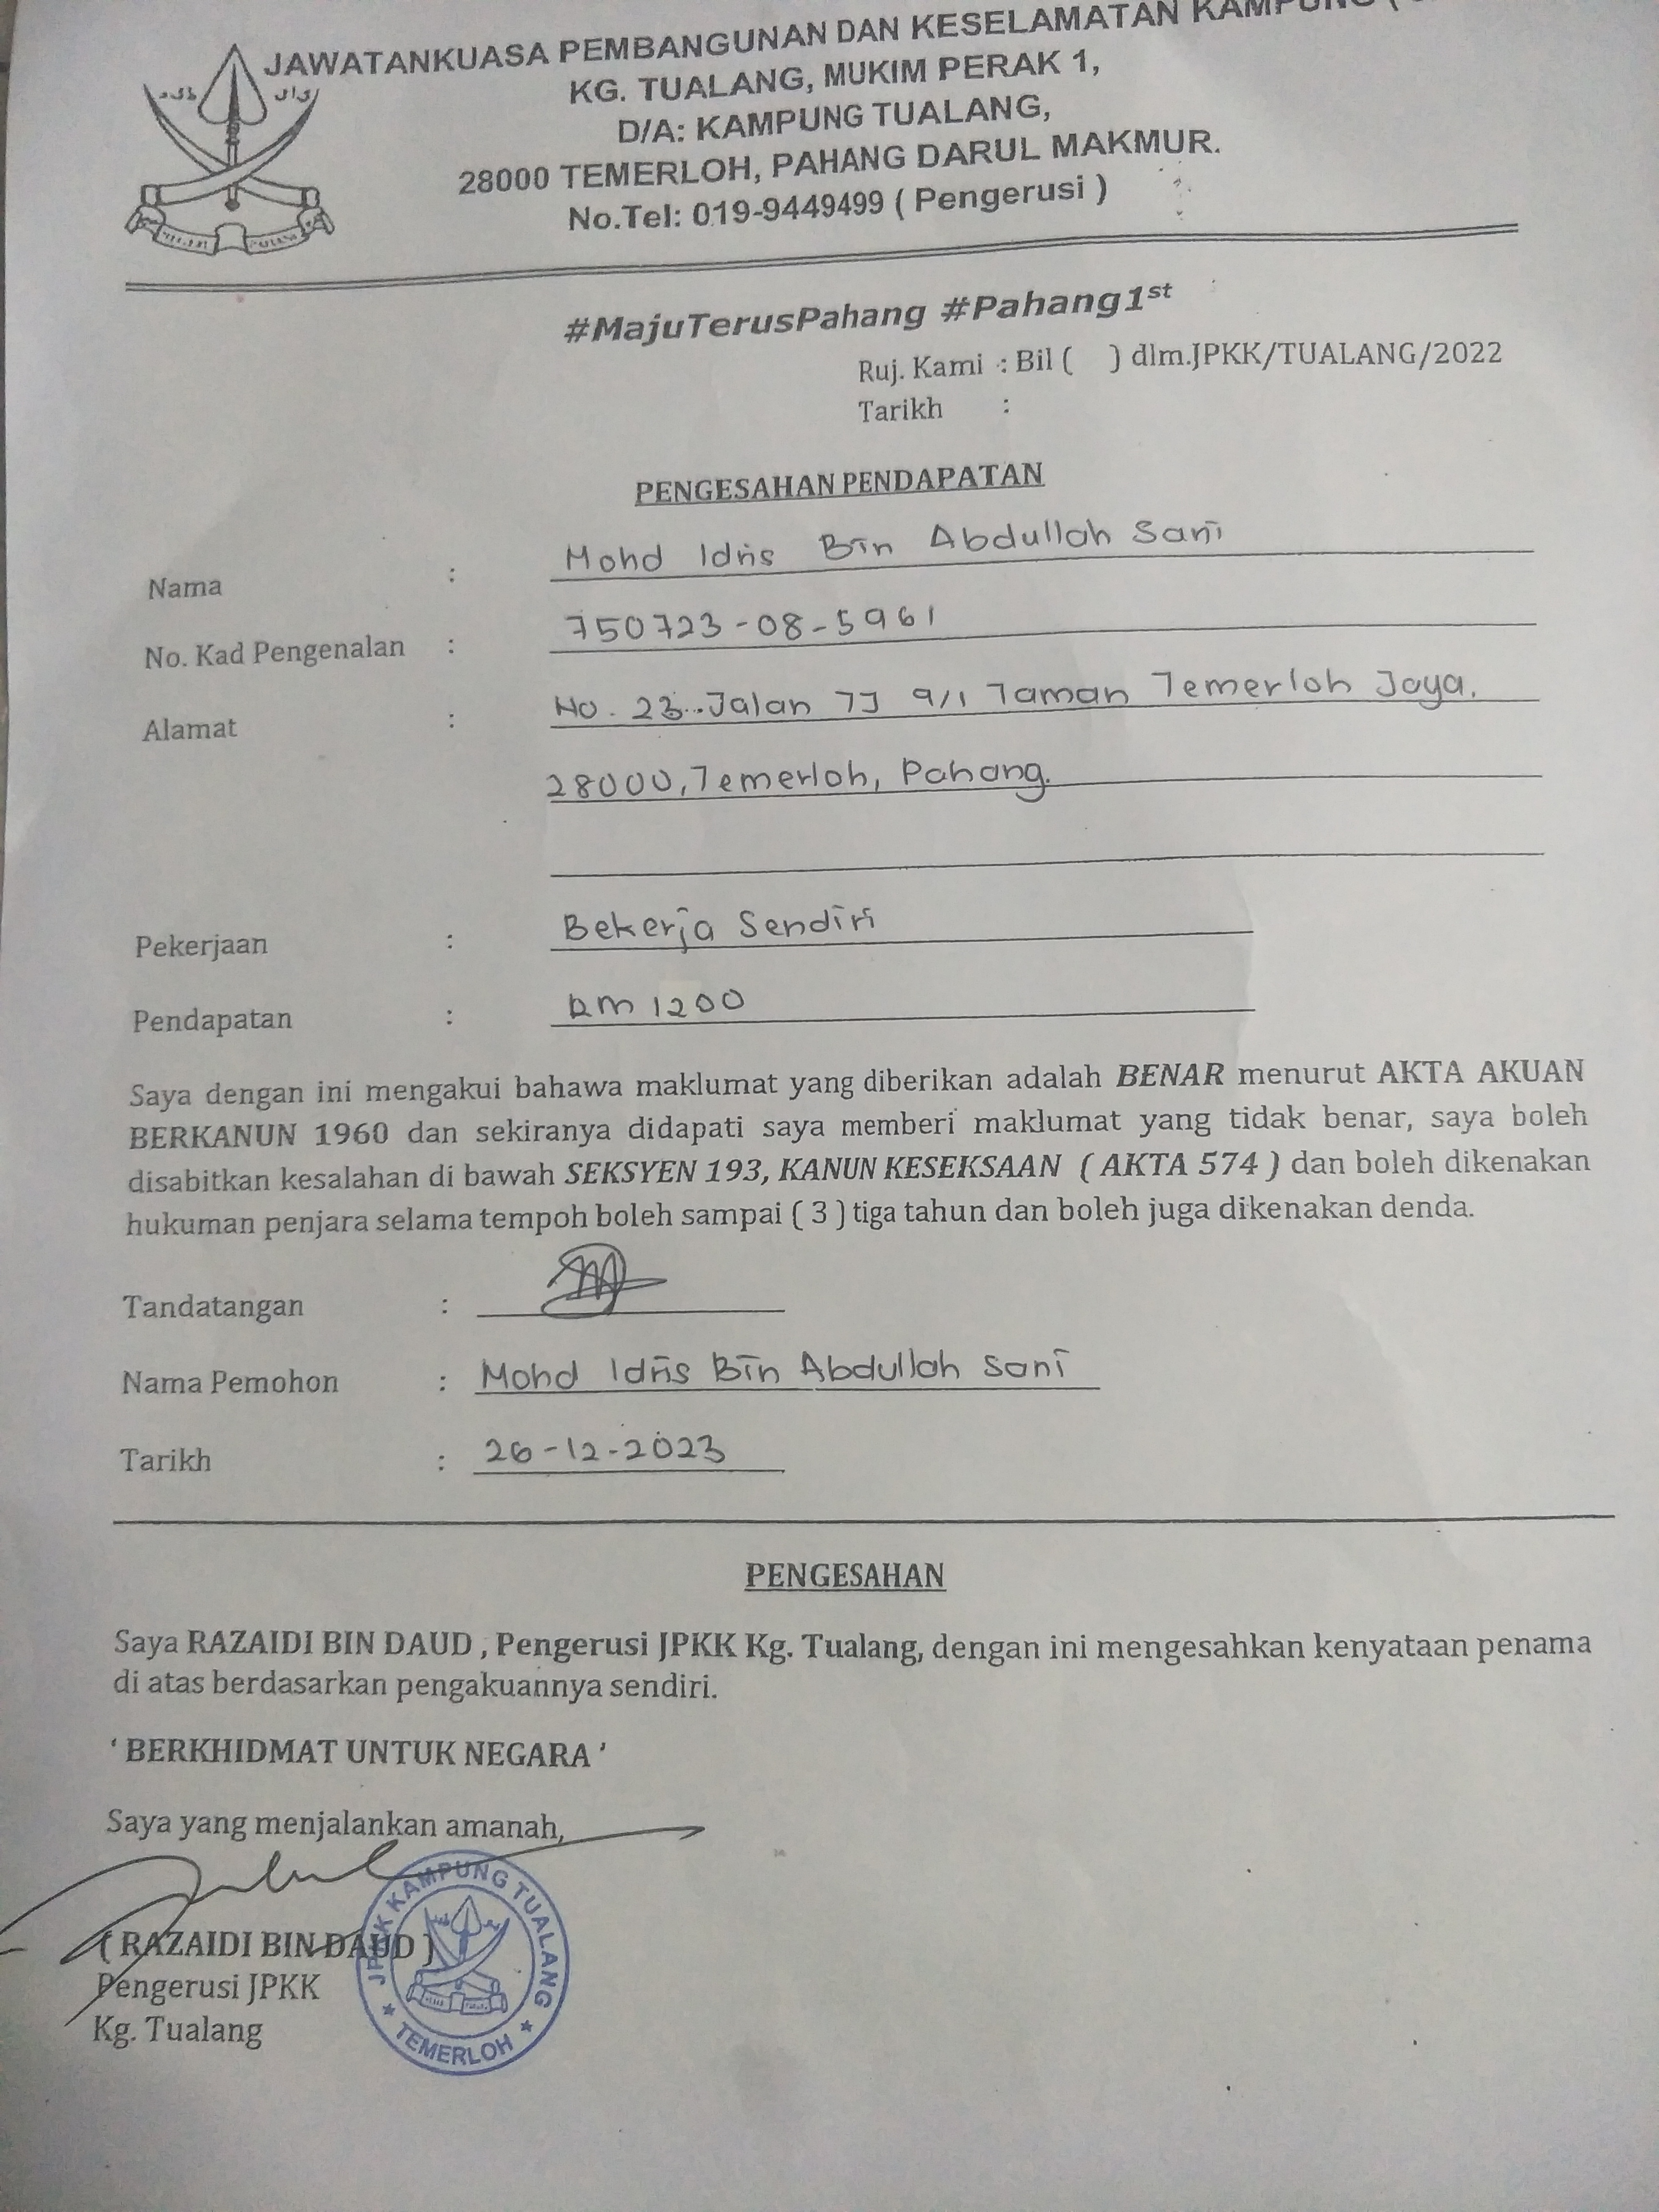 JAWATANKUASA PEMBANGUNAN DAN KESELAMATAN KAMPUNG (
KG. TUALANG, MUKIM PERAK 1,
D/A: KAMPUNG TUALANG,
28000 TEMERLOH, PAHANG DARUL MAKMUR.
No.Tel: 019-9449499 ( Pengerusi )
#MajuTerusPahang #Pahang1st
Ruj. Kami : Bil ( ) dlm.JPKK/TUALANG/2022
Tarikh :
PENGESAHAN PENDAPATAN
Nama : Mohd Idris Bin Abdullah Sani
No. Kad Pengenalan : 750723-08-5961
Alamat : No. 23. Jalan TJ 9/1 Taman Temerloh Jaya.
28000, Temerloh, Pahang.
Pekerjaan : Bekerja Sendiri
Pendapatan : RM 1200
Saya dengan ini mengakui bahawa maklumat yang diberikan adalah BENAR menurut AKTA AKUAN
BERKANUN 1960 dan sekiranya didapati saya memberi maklumat yang tidak benar, saya boleh
disabitkan kesalahan di bawah SEKSYEN 193, KANUN KESEKSAAN ( AKTA 574 ) dan boleh dikenakan
hukuman penjara selama tempoh boleh sampai ( 3 ) tiga tahun dan boleh juga dikenakan denda.
Tandatangan :
Nama Pemohon : Mohd Idris Bin Abdullah Sani
Tarikh : 26-12-2023
PENGESAHAN
Saya RAZAIDI BIN DAUD , Pengerusi JPKK Kg. Tualang, dengan ini mengesahkan kenyataan penama
di atas berdasarkan pengakuannya sendiri.
' BERKHIDMAT UNTUK NEGARA '
Saya yang menjalankan amanah,
( RAZAIDI BIN DAUD )
Pengerusi JPKK
Kg. Tualang
JPKK KAMPUNG TUALANG
TEMERLOH